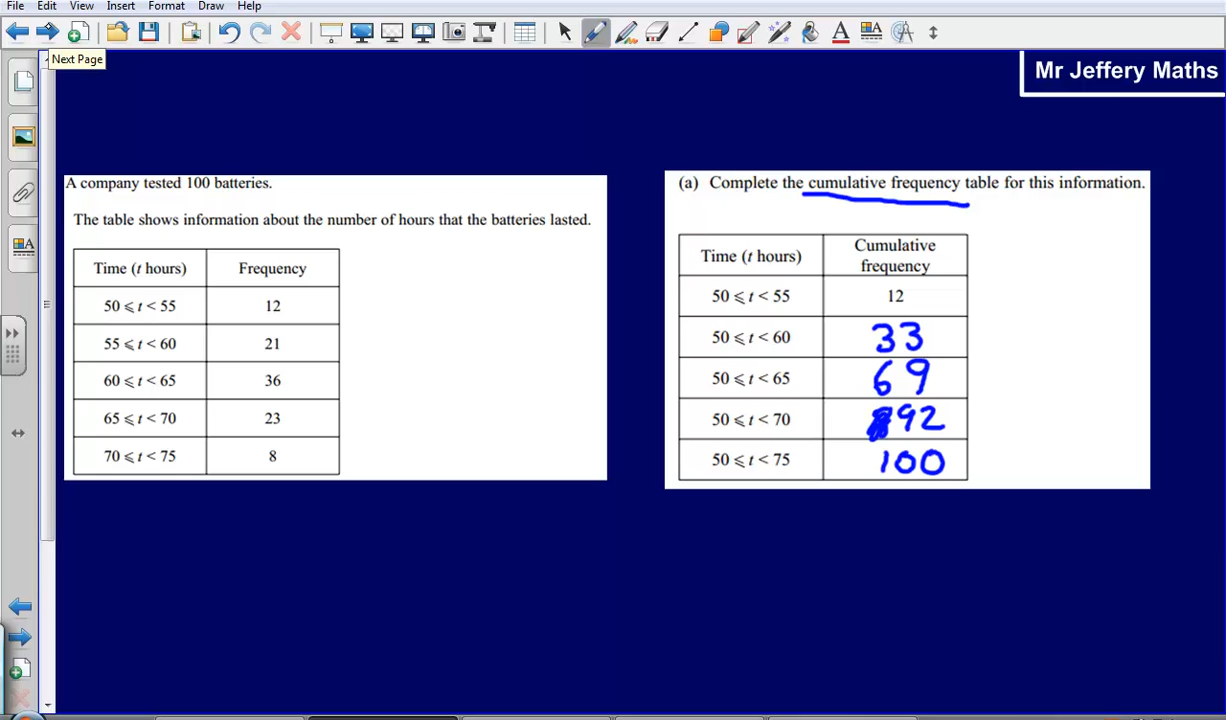 File Edit View Insert Format Draw Help
Next Page
Mr Jeffery Maths
A company tested 100 batteries.
The table shows information about the number of hours that the batteries lasted.
Time (t hours) Frequency
50 ⩽ t < 55 12
55 ⩽ t < 60 21
60 ⩽ t < 65 36
65 ⩽ t < 70 23
70 ⩽ t < 75 8
(a) Complete the cumulative frequency table for this information.
Time (t hours) Cumulative
frequency
50 ⩽ t < 55 12
50 ⩽ t < 60 33
50 ⩽ t < 65 69
50 ⩽ t < 70 92
50 ⩽ t < 75 100